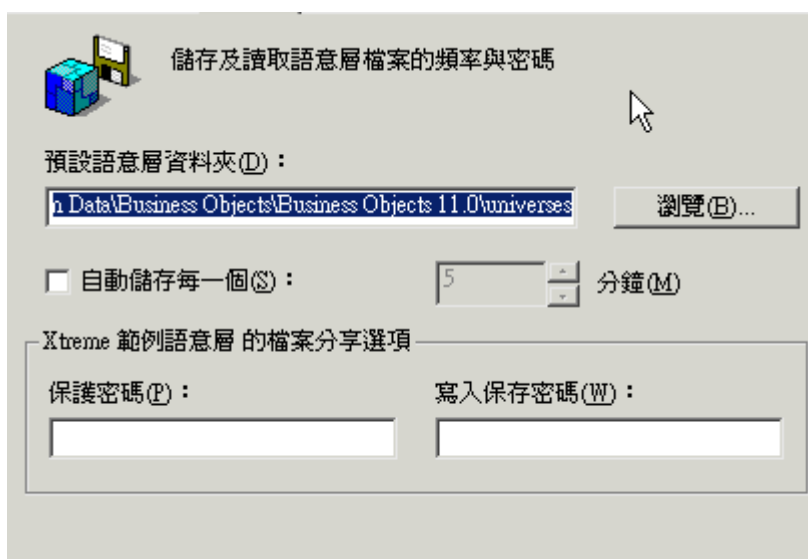 儲存及讀取語意層檔案的頻率與密碼
預設語意層資料夾(D)：
n Data\Business Objects\Business Objects 11.0\universes
瀏覽(B)...
自動儲存每一個(S)：
5
分鐘(M)
Xtreme 範例語意層 的檔案分享選項
保護密碼(P)：
寫入保存密碼(W)：